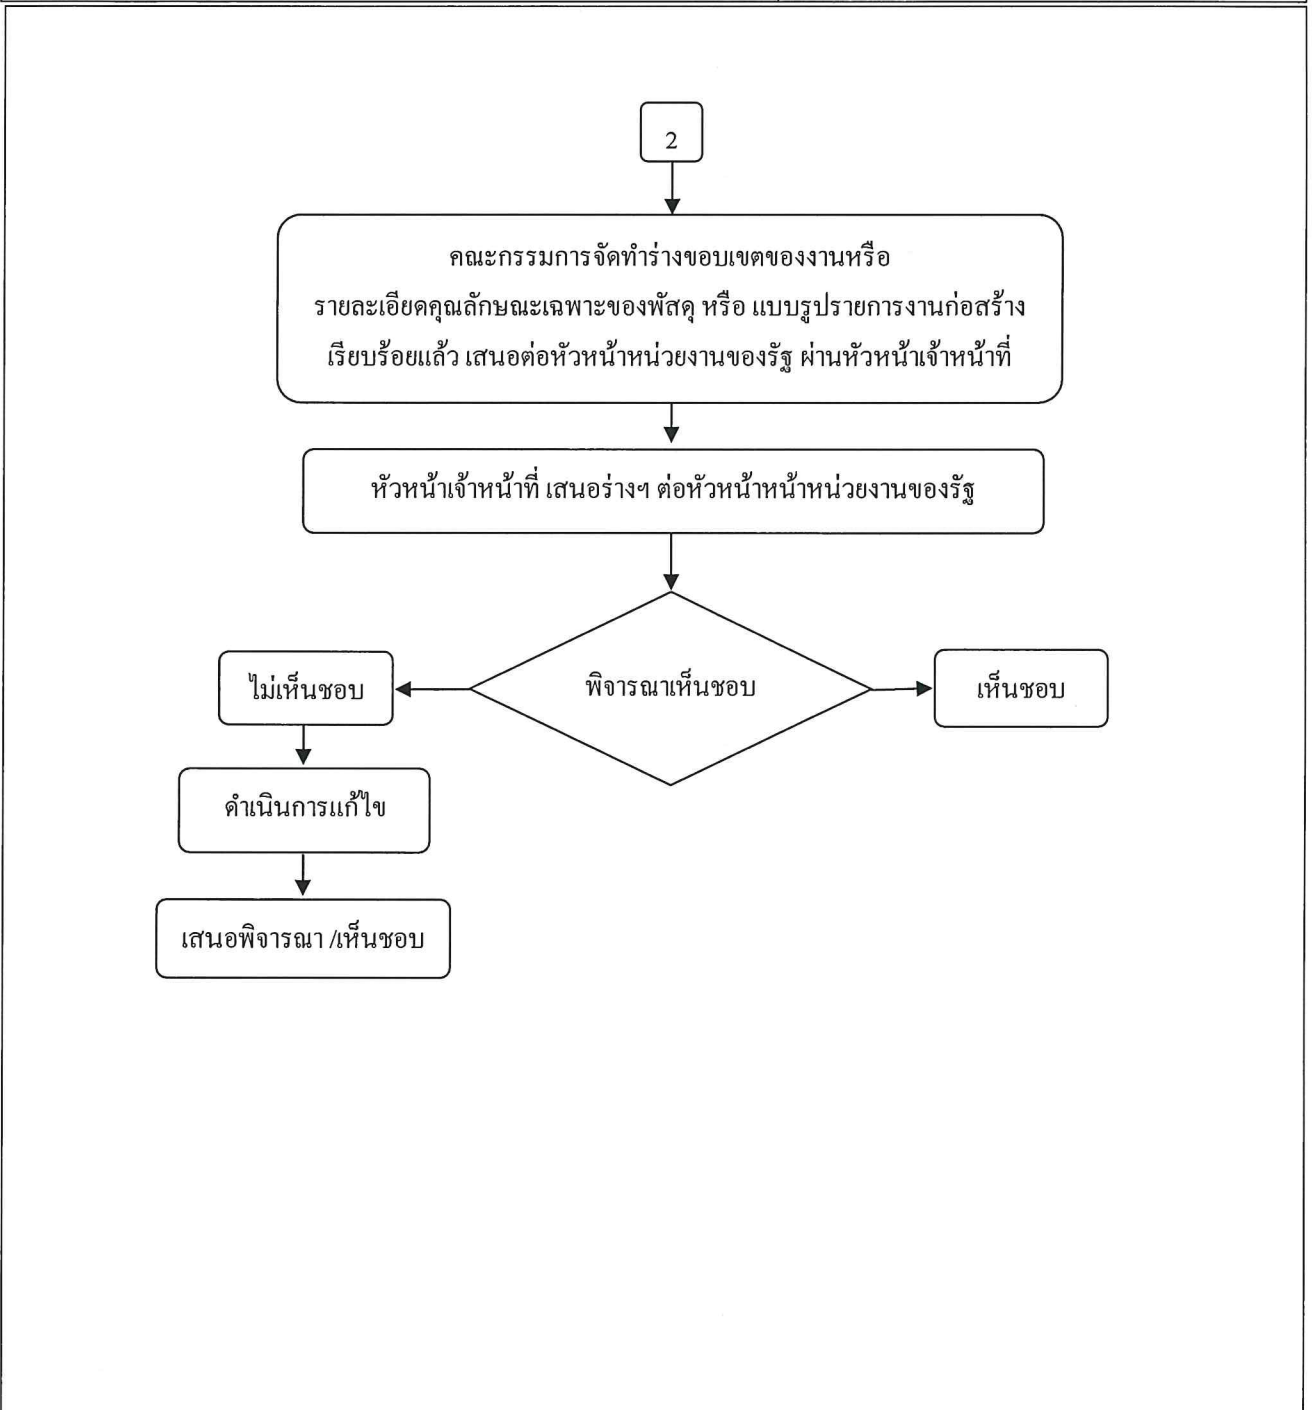 2
คณะกรรมการจัดทำร่างขอบเขตของงานหรือ
รายละเอียดคุณลักษณะเฉพาะของพัสดุ หรือ แบบรูปรายการงานก่อสร้าง
เรียบร้อยแล้ว เสนอต่อหัวหน้าหน่วยงานของรัฐ ผ่านหัวหน้าเจ้าหน้าที่
หัวหน้าเจ้าหน้าที่ เสนอร่างฯ ต่อหัวหน้าหน้าหน่วยงานของรัฐ
ไม่เห็นชอบ
พิจารณาเห็นชอบ
เห็นชอบ
ดำเนินการแก้ไข
เสนอพิจารณา /เห็นชอบ